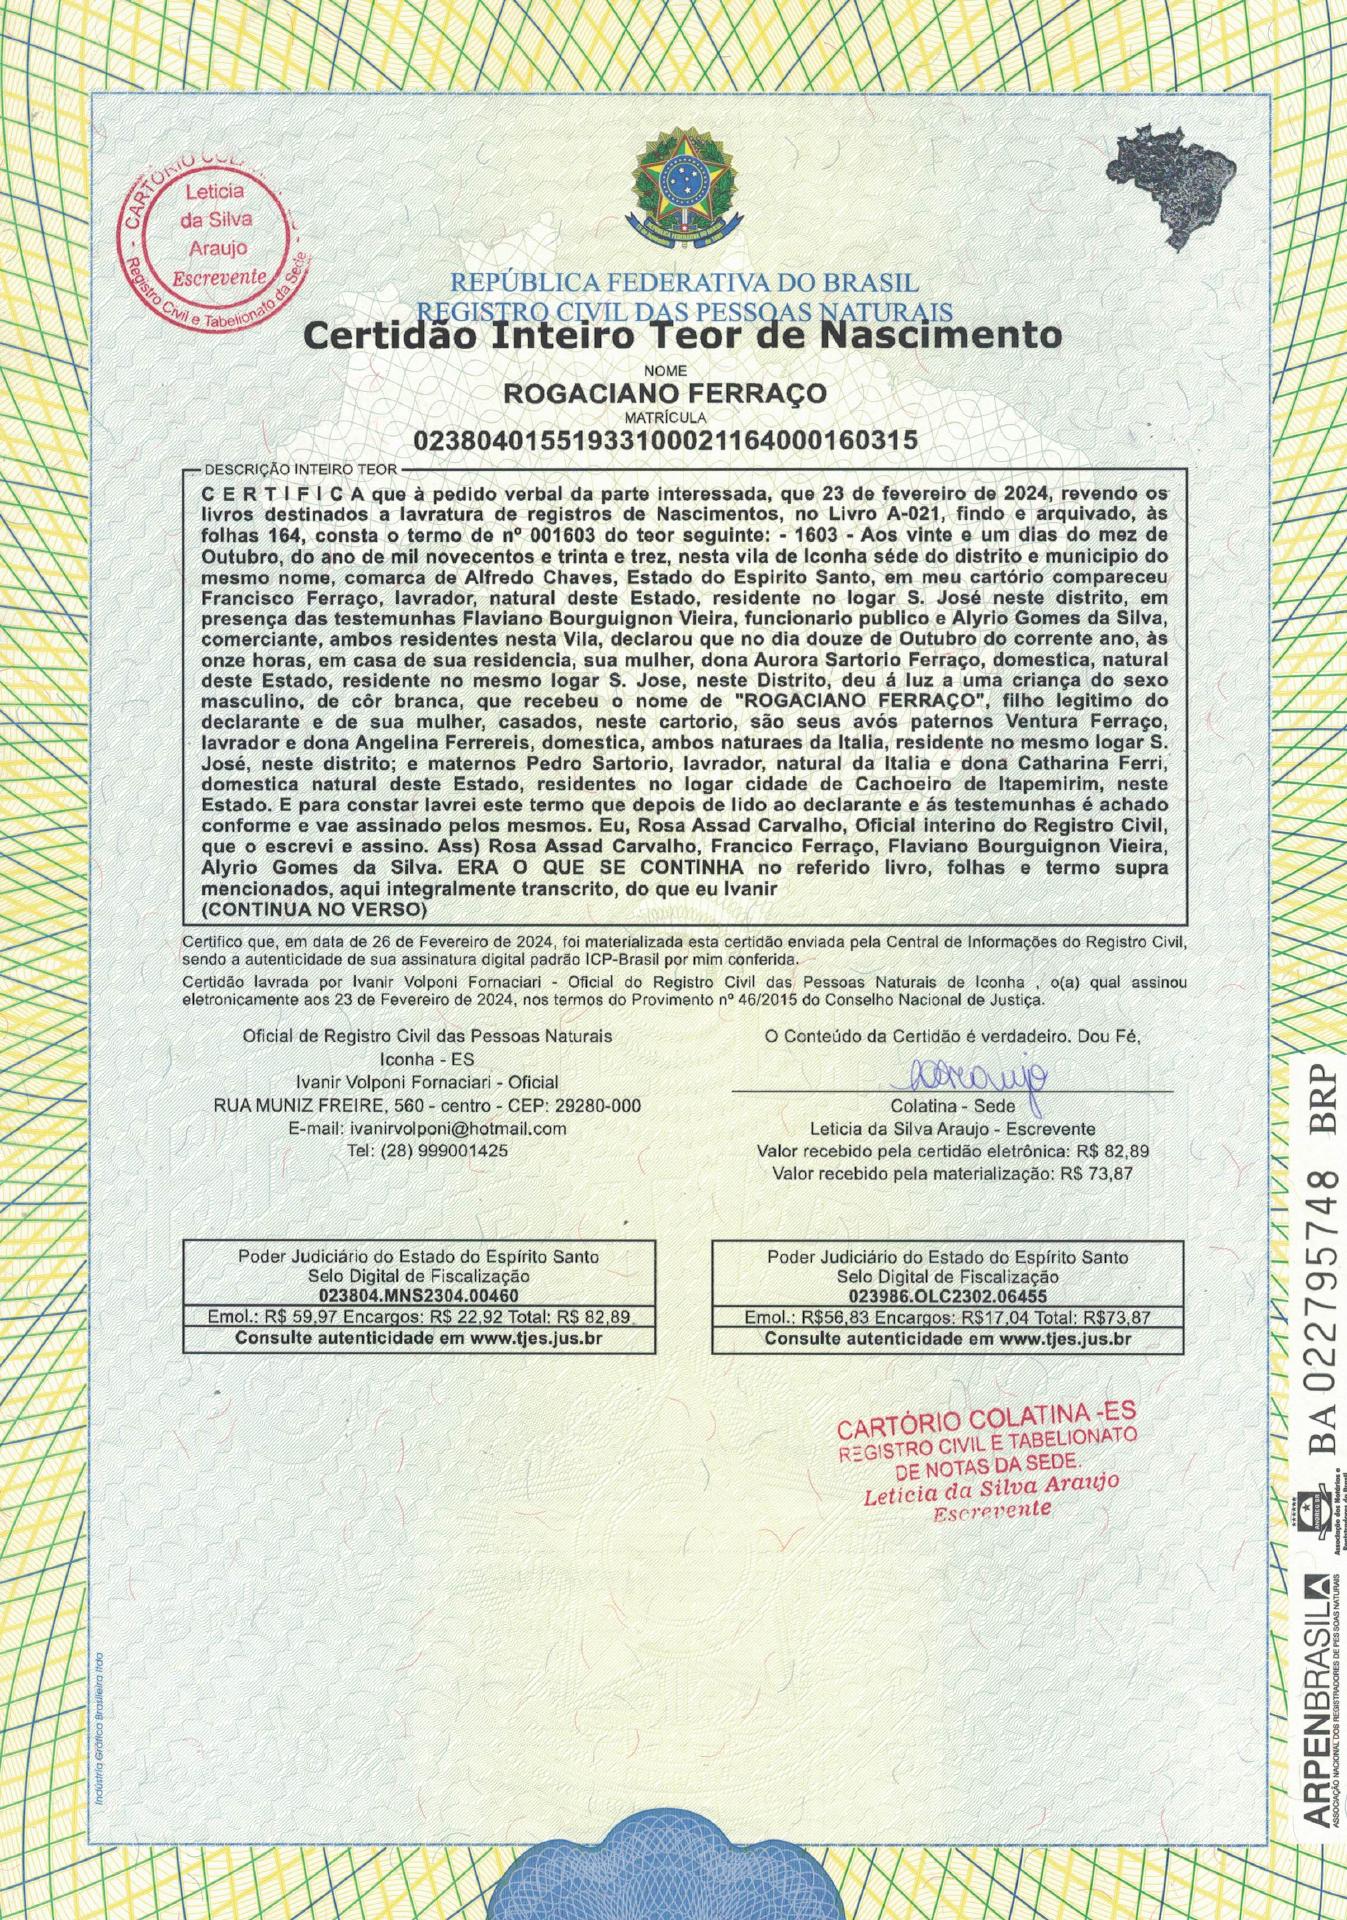 CARTÓRIO COLA
Leticia
da Silva
Araujo
Escrevente
Registro Civil e Tabelionato da Sede
REPÚBLICA FEDERATIVA DO BRASIL
REGISTRO CIVIL DAS PESSOAS NATURAIS
Certidão Inteiro Teor de Nascimento
NOME
ROGACIANO FERRAÇO
MATRÍCULA
02380401551933100021164000160315
DESCRIÇÃO INTEIRO TEOR
C E R T I F I C A que à pedido verbal da parte interessada, que 23 de fevereiro de 2024, revendo os
livros destinados a lavratura de registros de Nascimentos, no Livro A-021, findo e arquivado, às
folhas 164, consta o termo de nº 001603 do teor seguinte: - 1603 - Aos vinte e um dias do mez de
Outubro, do ano de mil novecentos e trinta e trez, nesta vila de Iconha séde do distrito e municipio do
mesmo nome, comarca de Alfredo Chaves, Estado do Espirito Santo, em meu cartório compareceu
Francisco Ferraço, lavrador, natural deste Estado, residente no logar S. José neste distrito, em
presença das testemunhas Flaviano Bourguignon Vieira, funcionario publico e Alyrio Gomes da Silva,
comerciante, ambos residentes nesta Vila, declarou que no dia douze de Outubro do corrente ano, às
onze horas, em casa de sua residencia, sua mulher, dona Aurora Sartorio Ferraço, domestica, natural
deste Estado, residente no mesmo logar S. Jose, neste Distrito, deu á luz a uma criança do sexo
masculino, de côr branca, que recebeu o nome de "ROGACIANO FERRAÇO", filho legitimo do
declarante e de sua mulher, casados, neste cartorio, são seus avós paternos Ventura Ferraço,
lavrador e dona Angelina Ferrereis, domestica, ambos naturaes da Italia, residente no mesmo logar S.
José, neste distrito; e maternos Pedro Sartorio, lavrador, natural da Italia e dona Catharina Ferri,
domestica natural deste Estado, residentes no logar cidade de Cachoeiro de Itapemirim, neste
Estado. E para constar lavrei este termo que depois de lido ao declarante e ás testemunhas é achado
conforme e vae assinado pelos mesmos. Eu, Rosa Assad Carvalho, Oficial interino do Registro Civil,
que o escrevi e assino. Ass) Rosa Assad Carvalho, Francico Ferraço, Flaviano Bourguignon Vieira,
Alyrio Gomes da Silva. ERA O QUE SE CONTINHA no referido livro, folhas e termo supra
mencionados, aqui integralmente transcrito, do que eu Ivanir
(CONTINUA NO VERSO)
Certifico que, em data de 26 de Fevereiro de 2024, foi materializada esta certidão enviada pela Central de Informações do Registro Civil,
sendo a autenticidade de sua assinatura digital padrão ICP-Brasil por mim conferida.
Certidão lavrada por Ivanir Volponi Fornaciari - Oficial do Registro Civil das Pessoas Naturais de Iconha , o(a) qual assinou
eletronicamente aos 23 de Fevereiro de 2024, nos termos do Provimento nº 46/2015 do Conselho Nacional de Justiça.
Oficial de Registro Civil das Pessoas Naturais
Iconha - ES
Ivanir Volponi Fornaciari - Oficial
RUA MUNIZ FREIRE, 560 - centro - CEP: 29280-000
E-mail: ivanirvolponi@hotmail.com
Tel: (28) 999001425
O Conteúdo da Certidão é verdadeiro. Dou Fé,
Colatina - Sede
Leticia da Silva Araujo - Escrevente
Valor recebido pela certidão eletrônica: R$ 82,89
Valor recebido pela materialização: R$ 73,87
Poder Judiciário do Estado do Espírito Santo
Selo Digital de Fiscalização
023804.MNS2304.00460
Emol.: R$ 59,97 Encargos: R$ 22,92 Total: R$ 82,89
Consulte autenticidade em www.tjes.jus.br
Poder Judiciário do Estado do Espírito Santo
Selo Digital de Fiscalização
023986.OLC2302.06455
Emol.: R$56,83 Encargos: R$17,04 Total: R$73,87
Consulte autenticidade em www.tjes.jus.br
CARTÓRIO COLATINA -ES
REGISTRO CIVIL E TABELIONATO
DE NOTAS DA SEDE.
Leticia da Silva Araujo
Escrevente
BA 022795748 BRP
ARPENBRASIL
ASSOCIAÇÃO NACIONAL DOS REGISTRADORES DE PESSOAS NATURAIS
Indústria Gráfica Brasileira ltda